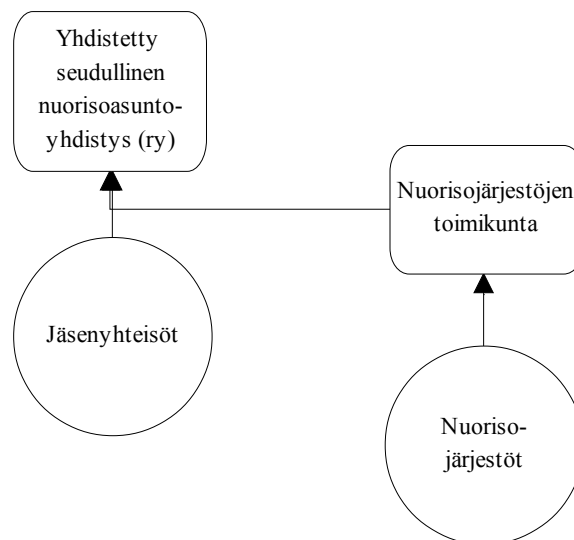 Yhdistetty
seudullinen
nuorisoasunto-
yhdistys (ry)
Nuorisojärjestöjen
toimikunta
Jäsenyhteisöt
Nuoriso-
järjestöt